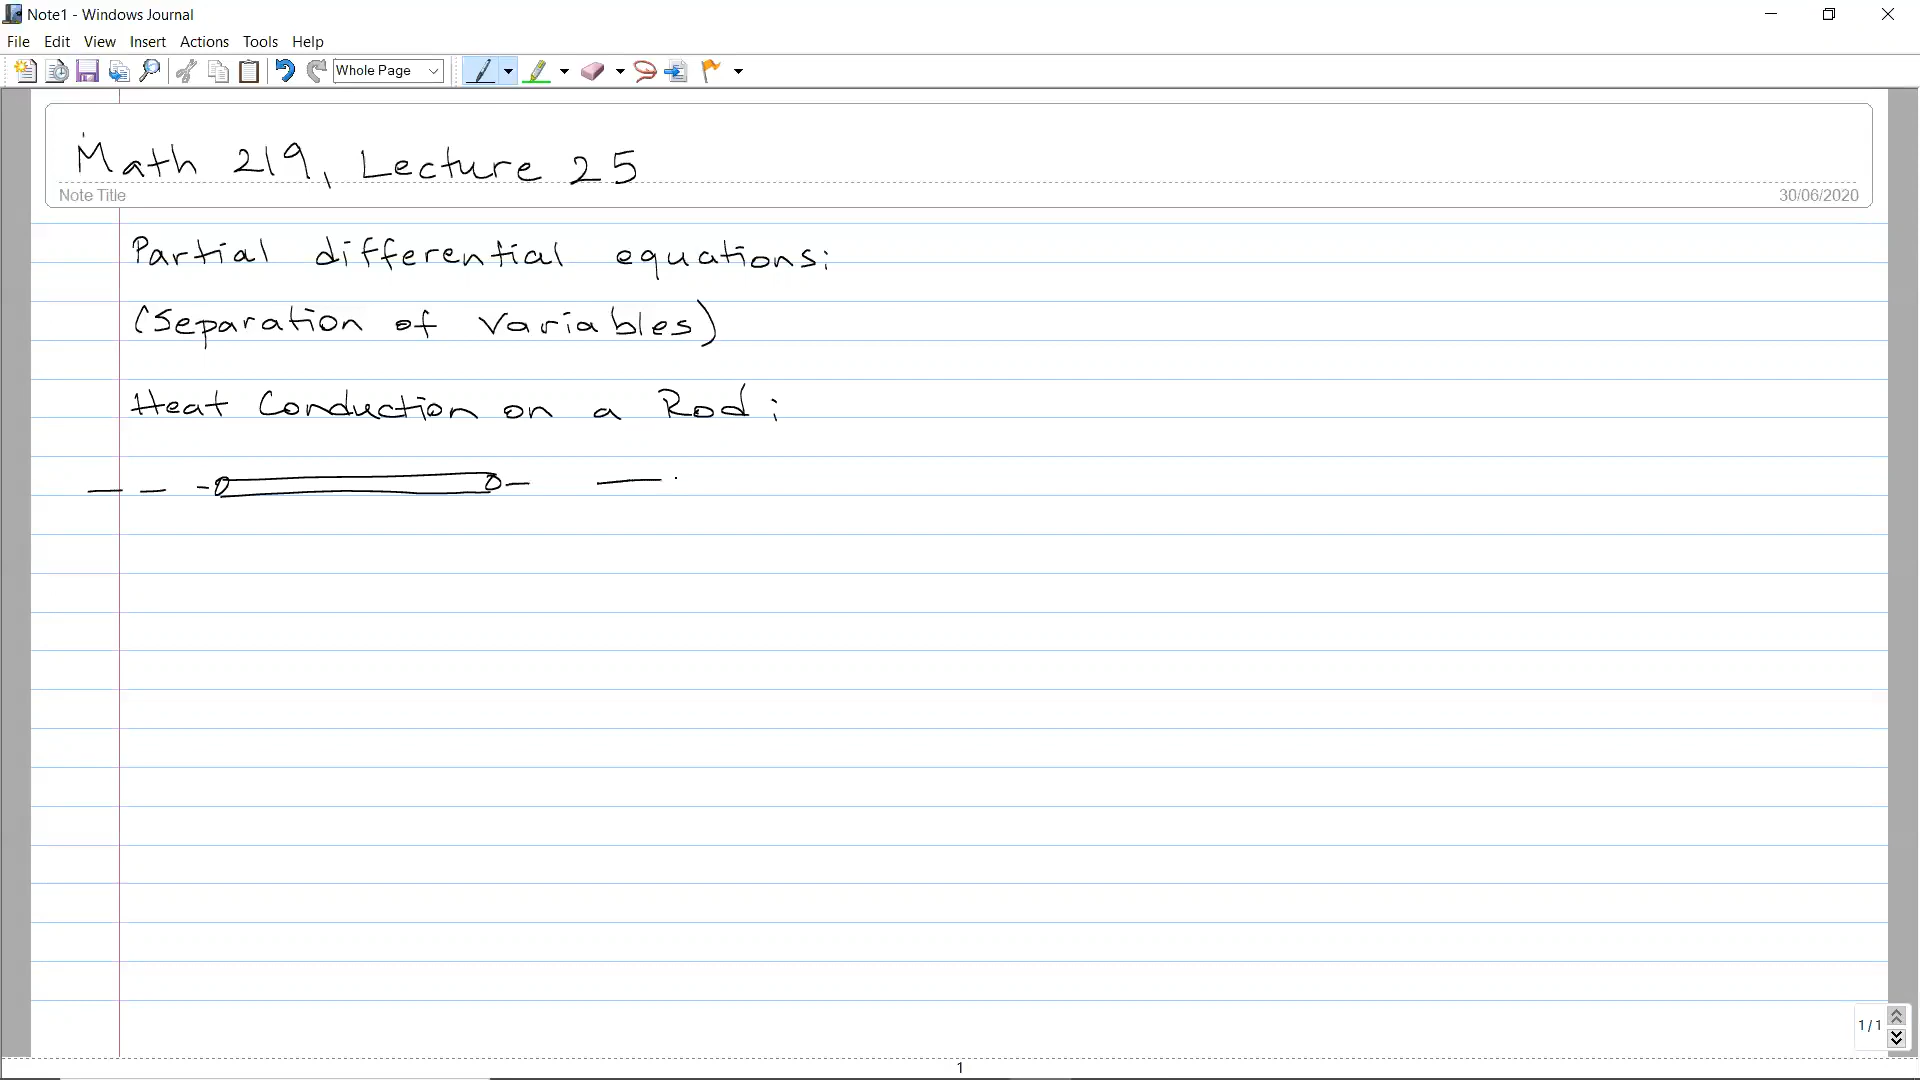 Note1 - Windows Journal
File Edit View Insert Actions Tools Help
Whole Page
Math 219, Lecture 25
Note Title 30/06/2020
Partial differential equations:
(Separation of variables)
Heat Conduction on a Rod:
1/1
1